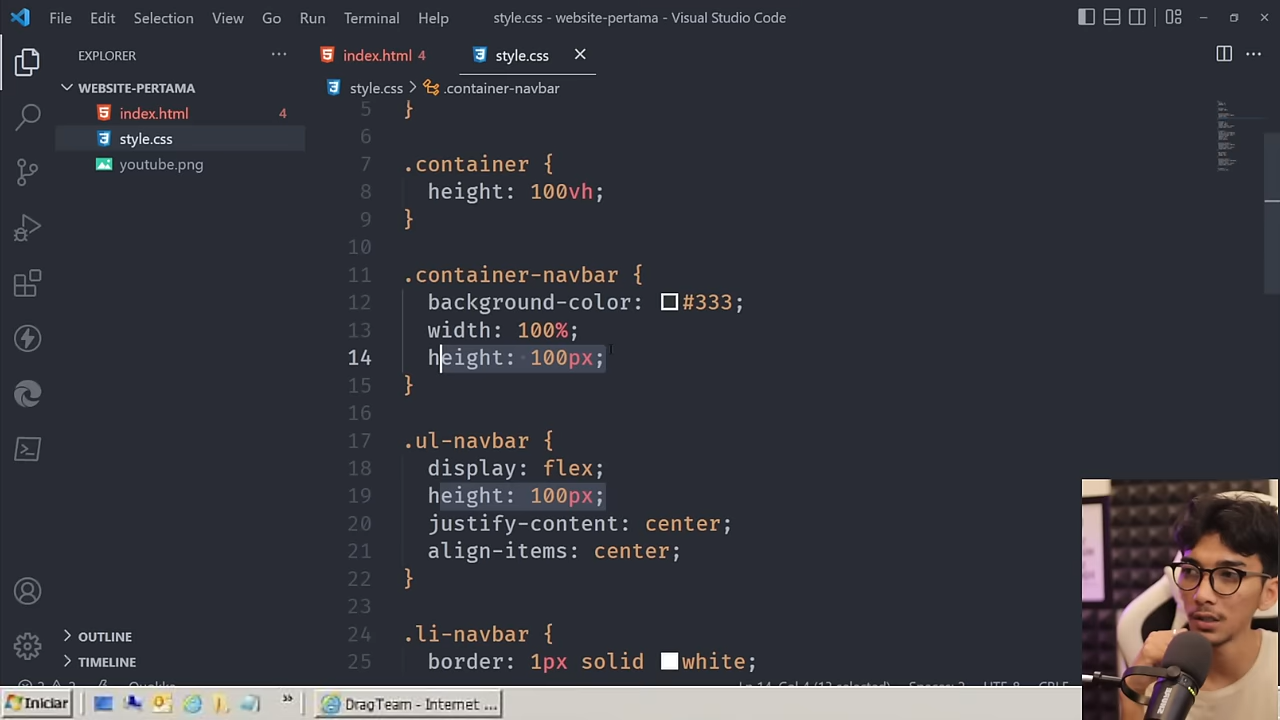 File Edit Selection View Go Run Terminal Help style.css - website-pertama - Visual Studio Code
EXPLORER
index.html 4
style.css
WEBSITE-PERTAMA
style.css > .container-navbar
index.html 4
style.css
youtube.png
5 }
6
7 .container {
8 height: 100vh;
9 }
10
11 .container-navbar {
12 background-color: #333;
13 width: 100%;
14 height: 100px;
15 }
16
17 .ul-navbar {
18 display: flex;
19 height: 100px;
20 justify-content: center;
21 align-items: center;
22 }
23
24 .li-navbar {
25 border: 1px solid white;
OUTLINE
TIMELINE
Iniciar
DragTeam - Internet ...